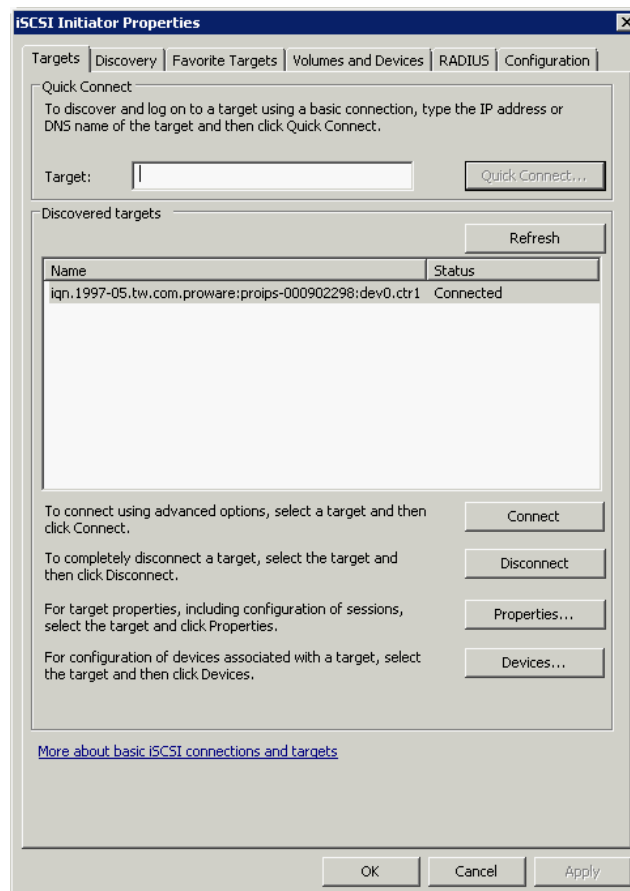 iSCSI Initiator Properties
Targets Discovery Favorite Targets Volumes and Devices RADIUS Configuration
Quick Connect
To discover and log on to a target using a basic connection, type the IP address or
DNS name of the target and then click Quick Connect.
Target:
Quick Connect...
Discovered targets
Refresh
Name Status
iqn.1997-05.tw.com.proware:proips-000902298:dev0.ctr1 Connected
To connect using advanced options, select a target and then
click Connect.
Connect
To completely disconnect a target, select the target and
then click Disconnect.
Disconnect
For target properties, including configuration of sessions,
select the target and click Properties.
Properties...
For configuration of devices associated with a target, select
the target and then click Devices.
Devices...
More about basic iSCSI connections and targets
OK Cancel Apply